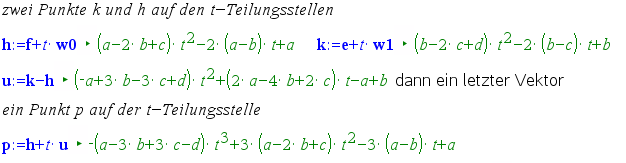 zwei Punkte k und h auf den t−Teilungsstellen
h:=f+t· w0 ▸ (a−2· b+c)· t²−2· (a−b)· t+a k:=e+t· w1 ▸ (b−2· c+d)· t²−2· (b−c)· t+b
u:=k−h ▸ (-a+3· b−3· c+d)· t²+(2· a−4· b+2· c)· t−a+b dann ein letzter Vektor
ein Punkt p auf der t−Teilungsstelle
p:=h+t· u ▸ -(a−3· b+3· c−d)· t³+3· (a−2· b+c)· t²−3· (a−b)· t+a